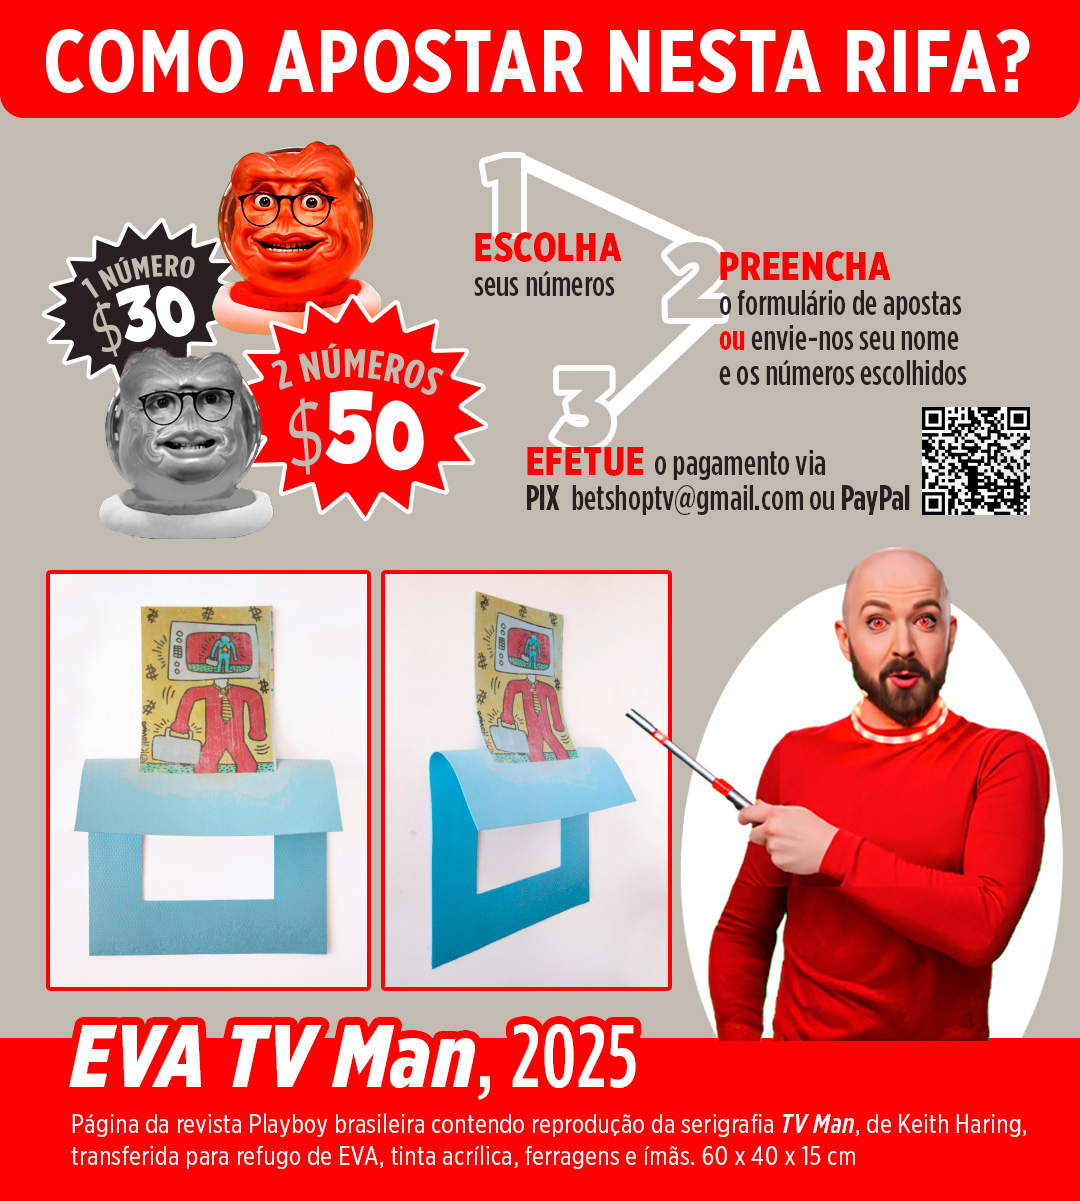 COMO APOSTAR NESTA RIFA?
1 NÚMERO
$30
2 NÚMEROS
$50
1
ESCOLHA
seus números
2
PREENCHA
o formulário de apostas
ou envie-nos seu nome
e os números escolhidos
3
EFETUE o pagamento via
PIX betshoptv@gmail.com ou PayPal
EVA TV Man, 2025
Página da revista Playboy brasileira contendo reprodução da serigrafia TV Man, de Keith Haring,
transferida para refugo de EVA, tinta acrílica, ferragens e ímãs. 60 x 40 x 15 cm